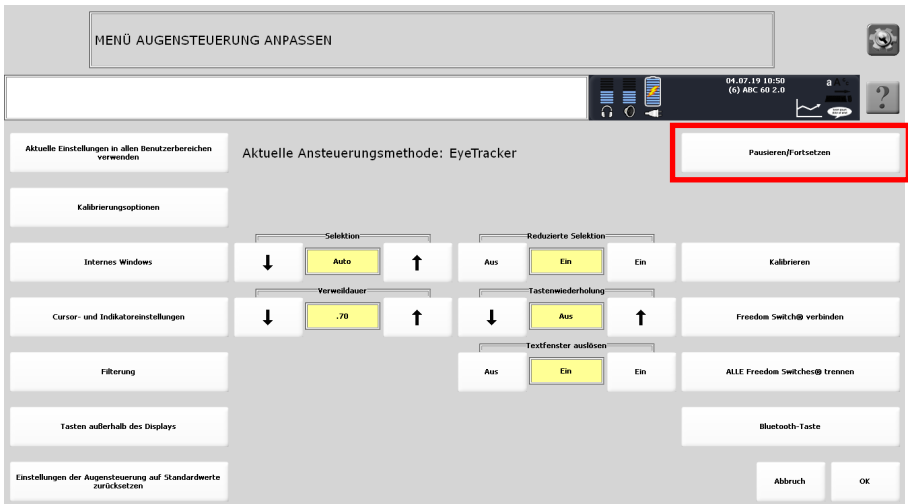 MENÜ AUGENSTEUERUNG ANPASSEN
04.07.19 10:50
(6) ABC 60 2.0
a
?
Aktuelle Einstellungen in allen Benutzerbereichen
verwenden
Aktuelle Ansteuerungsmethode: EyeTracker
Pausieren/Fortsetzen
Kalibrierungsoptionen
Selektion
Reduzierte Selektion
Internes Windows
↓ Auto ↑
Aus Ein Ein
Kalibrieren
Verweildauer
Tastenwiederholung
Cursor- und Indikatoreinstellungen
↓ .70 ↑
↓ Aus ↑
Freedom Switch® verbinden
Textfenster auslösen
Filterung
Aus Ein Ein
ALLE Freedom Switches® trennen
Tasten außerhalb des Displays
Bluetooth-Taste
Einstellungen der Augensteuerung auf Standardwerte
zurücksetzen
Abbruch
OK